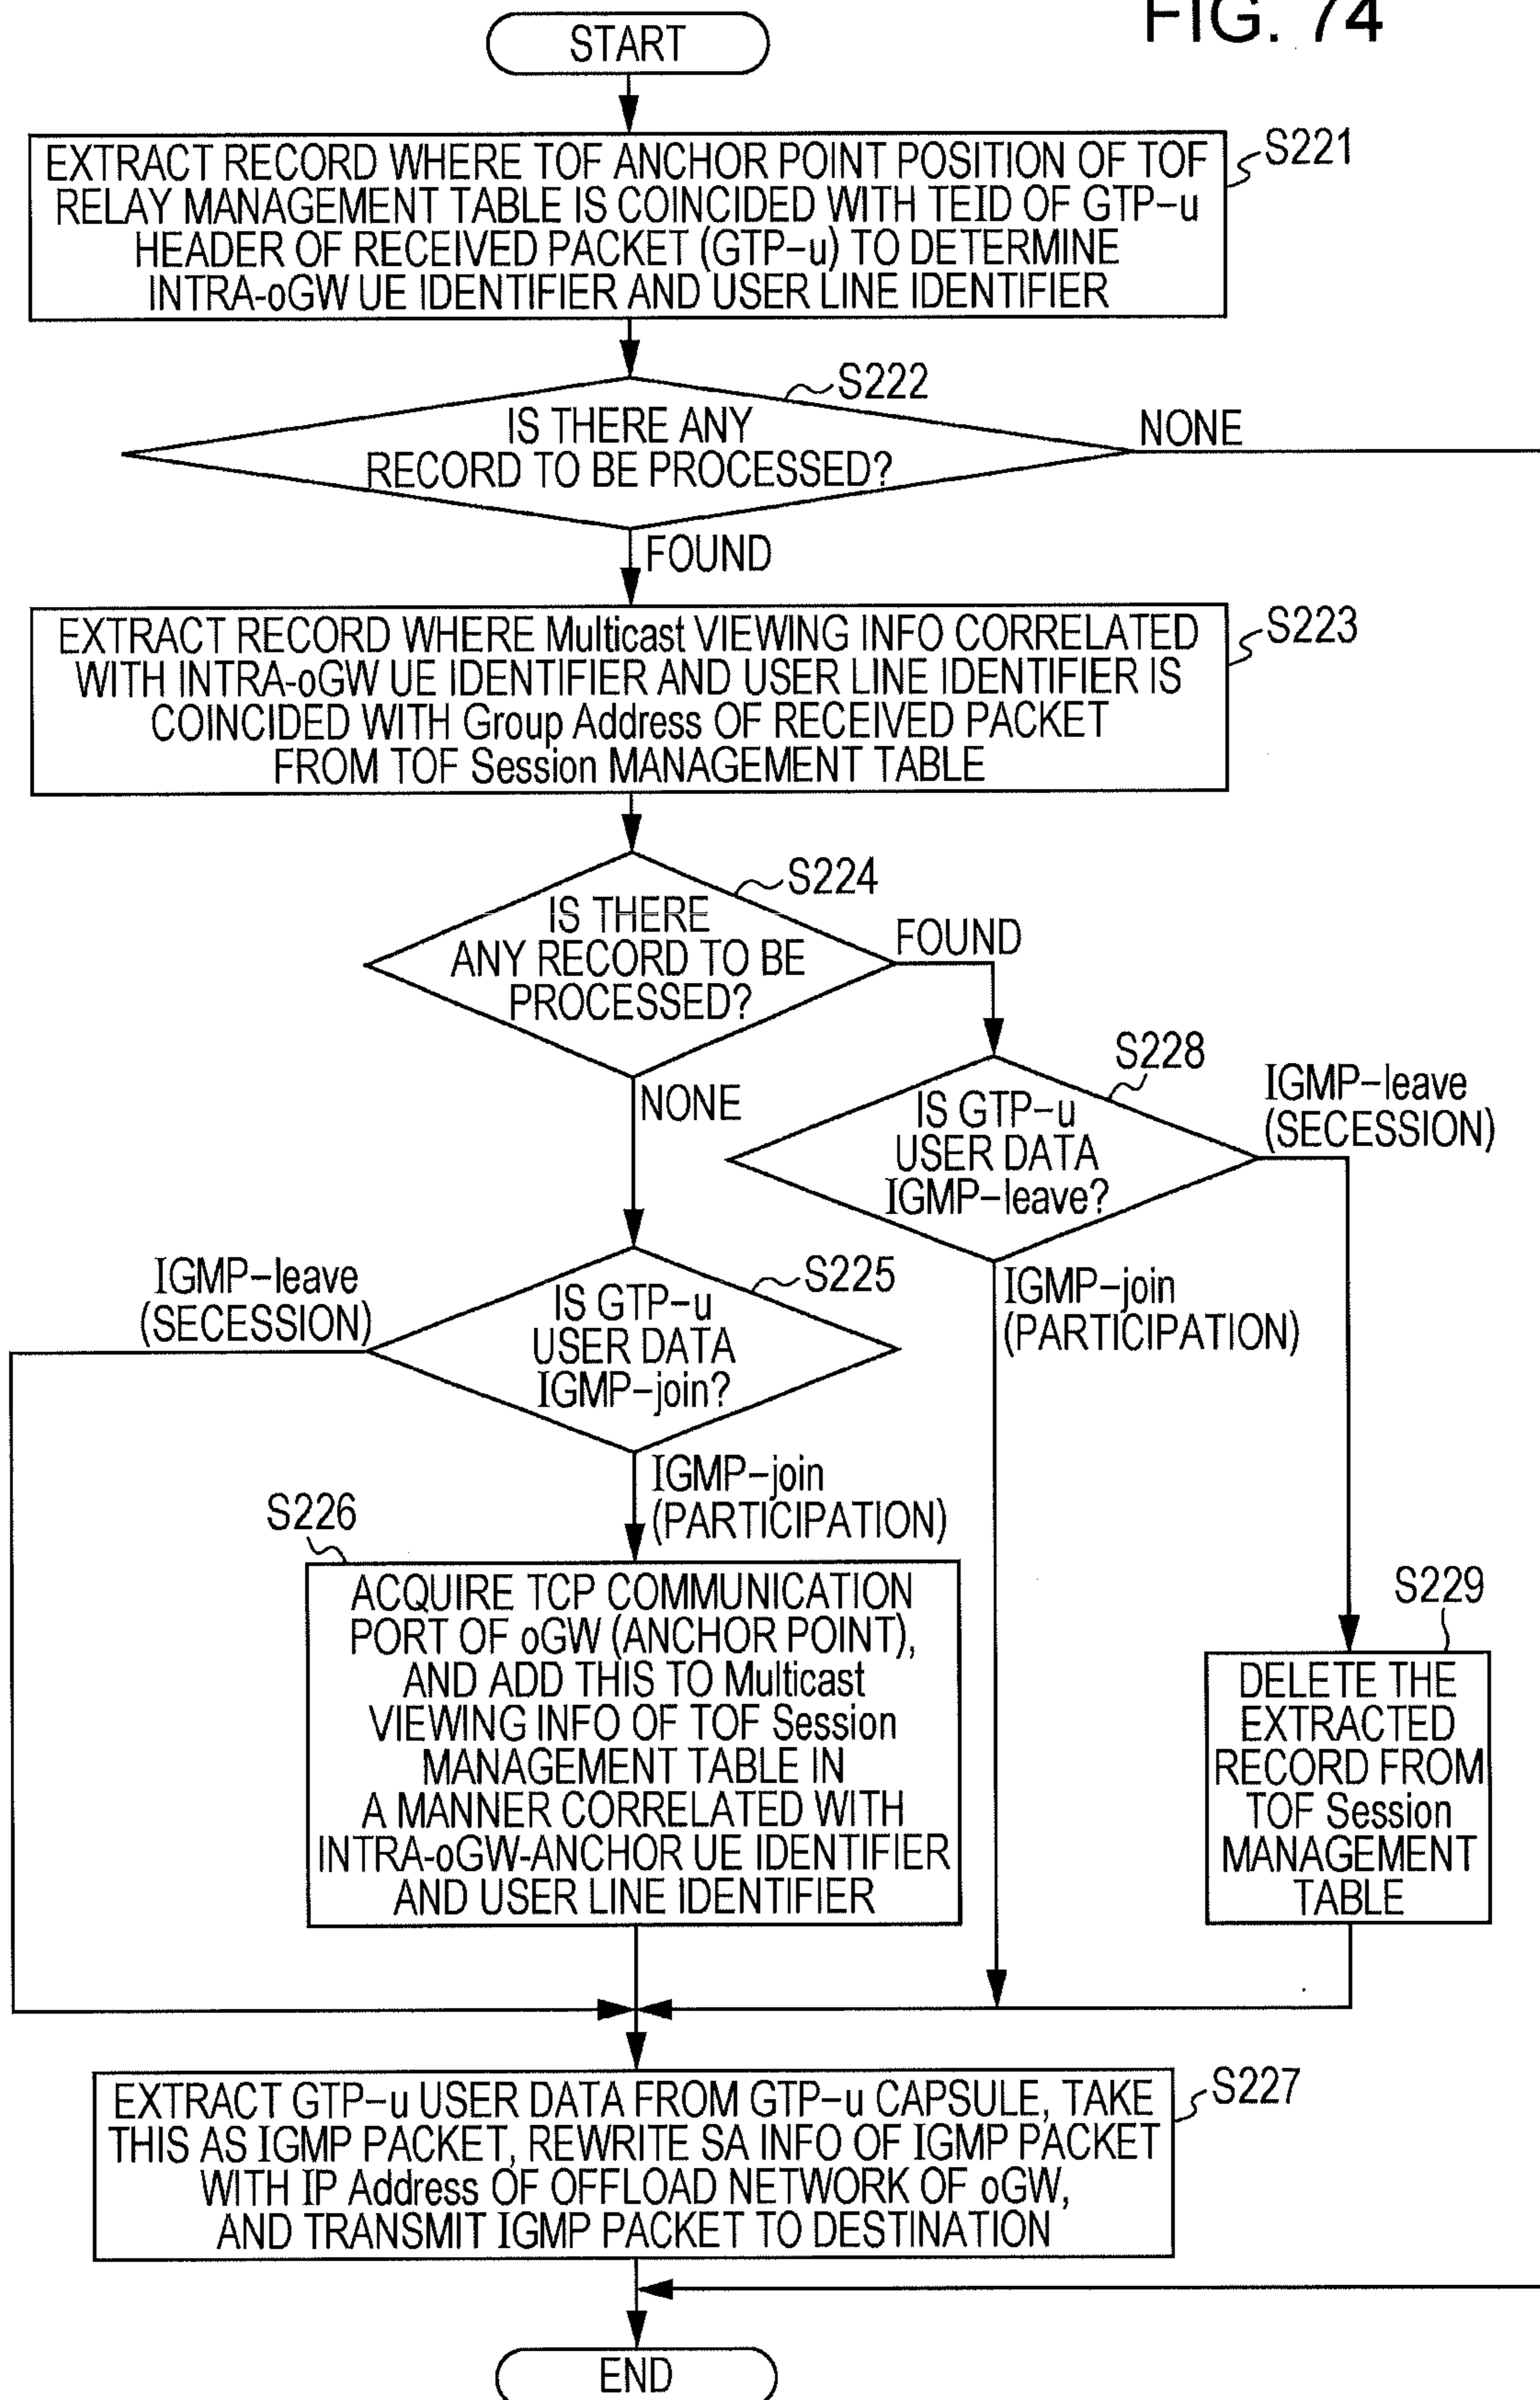 FIG. 74
START
S221
EXTRACT RECORD WHERE TOF ANCHOR POINT POSITION OF TOF
RELAY MANAGEMENT TABLE IS COINCIDED WITH TEID OF GTP-u
HEADER OF RECEIVED PACKET (GTP-u) TO DETERMINE
INTRA-oGW UE IDENTIFIER AND USER LINE IDENTIFIER
S222
IS THERE ANY
RECORD TO BE PROCESSED?
NONE
FOUND
S223
EXTRACT RECORD WHERE Multicast VIEWING INFO CORRELATED
WITH INTRA-oGW UE IDENTIFIER AND USER LINE IDENTIFIER IS
COINCIDED WITH Group Address OF RECEIVED PACKET
FROM TOF Session MANAGEMENT TABLE
S224
IS THERE
ANY RECORD TO BE
PROCESSED?
FOUND
NONE
S228
IS GTP-u
USER DATA
IGMP-leave?
IGMP-leave
(SECESSION)
IGMP-join
(PARTICIPATION)
S225
IS GTP-u
USER DATA
IGMP-join?
IGMP-leave
(SECESSION)
IGMP-join
(PARTICIPATION)
S226
ACQUIRE TCP COMMUNICATION
PORT OF oGW (ANCHOR POINT),
AND ADD THIS TO Multicast
VIEWING INFO OF TOF Session
MANAGEMENT TABLE IN
A MANNER CORRELATED WITH
INTRA-oGW-ANCHOR UE IDENTIFIER
AND USER LINE IDENTIFIER
S229
DELETE THE
EXTRACTED
RECORD FROM
TOF Session
MANAGEMENT
TABLE
S227
EXTRACT GTP-u USER DATA FROM GTP-u CAPSULE, TAKE
THIS AS IGMP PACKET, REWRITE SA INFO OF IGMP PACKET
WITH IP Address OF OFFLOAD NETWORK OF oGW,
AND TRANSMIT IGMP PACKET TO DESTINATION
END